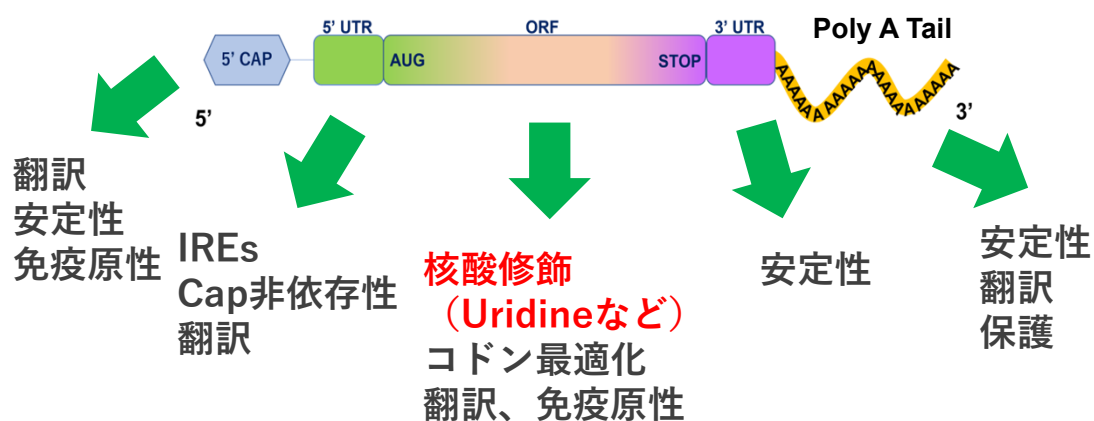 5' UTR
ORF
3' UTR
Poly A Tail
5' CAP
AUG
STOP
AAAAAAAAAAAAAAAAAAAAAA
5'
3'
翻訳
安定性
免疫原性
IREs
Cap非依存性
翻訳
核酸修飾
（Uridineなど）
コドン最適化
翻訳、免疫原性
安定性
安定性
翻訳
保護